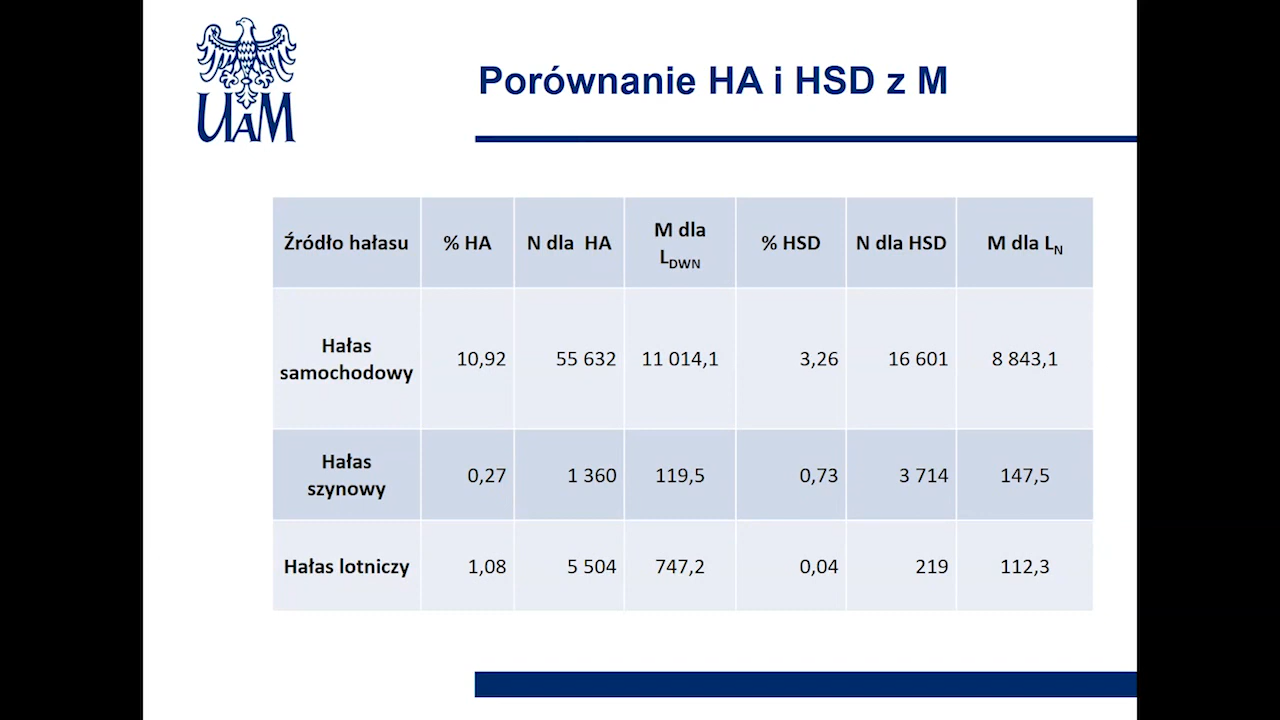 UAM
Porównanie HA i HSD z M
Źródło hałasu % HA N dla HA M dla LDWN % HSD N dla HSD M dla LN
Hałas samochodowy 10,92 55 632 11 014,1 3,26 16 601 8 843,1
Hałas szynowy 0,27 1 360 119,5 0,73 3 714 147,5
Hałas lotniczy 1,08 5 504 747,2 0,04 219 112,3